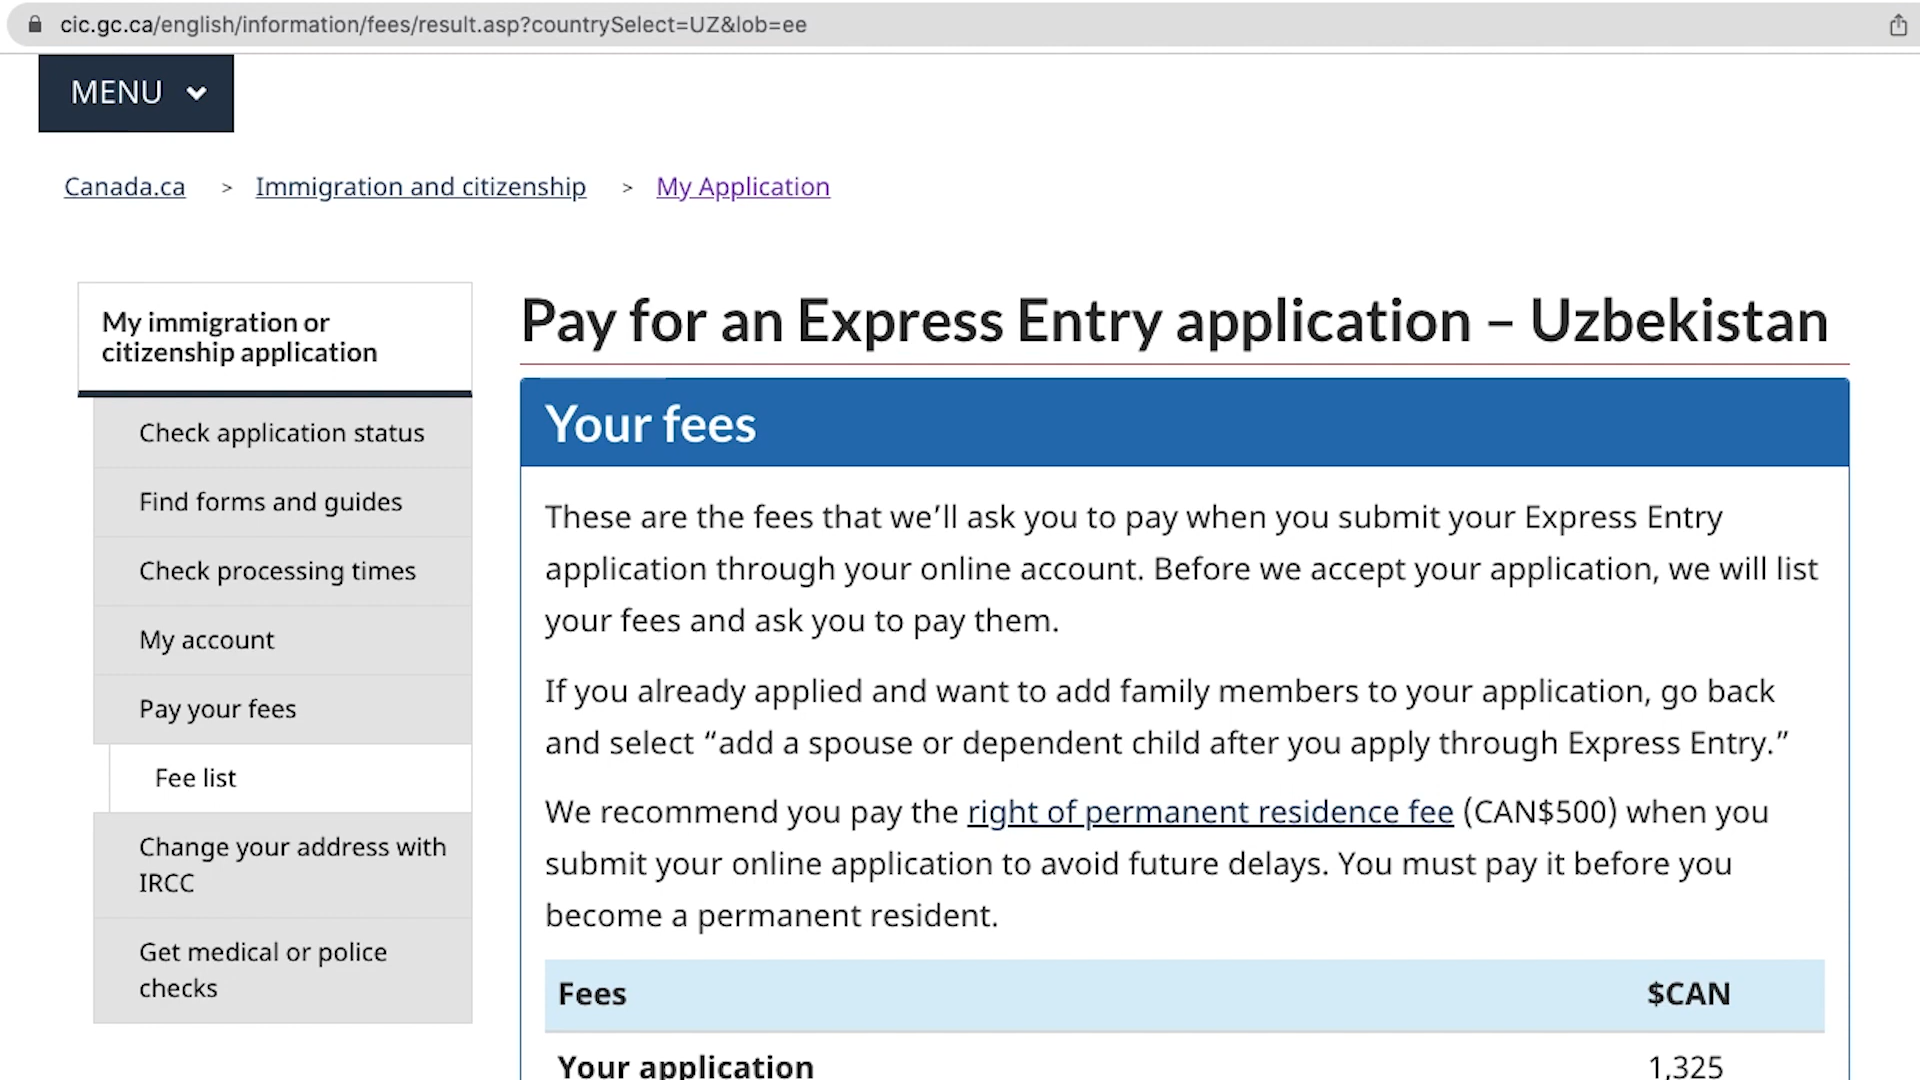 cic.gc.ca/english/information/fees/result.asp?countrySelect=UZ&lob=ee
MENU
Canada.ca > Immigration and citizenship > My Application
My immigration or
citizenship application
Check application status
Find forms and guides
Check processing times
My account
Pay your fees
Fee list
Change your address with
IRCC
Get medical or police
checks
Pay for an Express Entry application – Uzbekistan
Your fees
These are the fees that we’ll ask you to pay when you submit your Express Entry
application through your online account. Before we accept your application, we will list
your fees and ask you to pay them.
If you already applied and want to add family members to your application, go back
and select “add a spouse or dependent child after you apply through Express Entry.”
We recommend you pay the right of permanent residence fee (CAN$500) when you
submit your online application to avoid future delays. You must pay it before you
become a permanent resident.
Fees $CAN
Your application 1,325